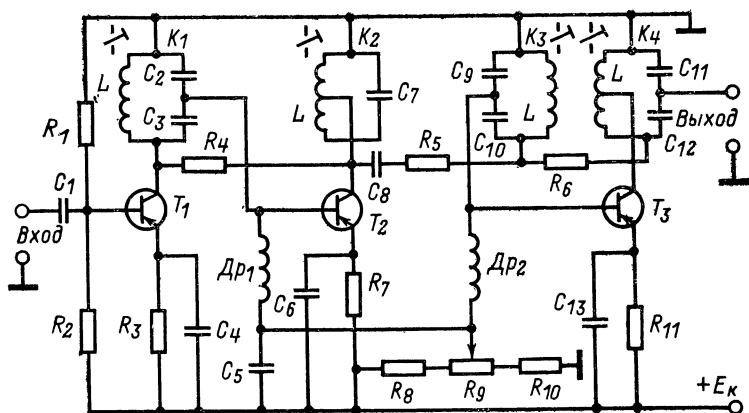 K₁
K₂
K₃
K₄
C₂
C₃
L
C₇
L
C₉
C₁₀
L
L
C₁₁
C₁₂
Выход
R₁
R₄
C₈
R₅
R₆
C₁
T₁
T₂
T₃
Вход
Др₁
Др₂
R₂
R₃
C₄
C₅
C₆
R₇
C₁₃
R₁₁
R₈
R₉
R₁₀
+Eк